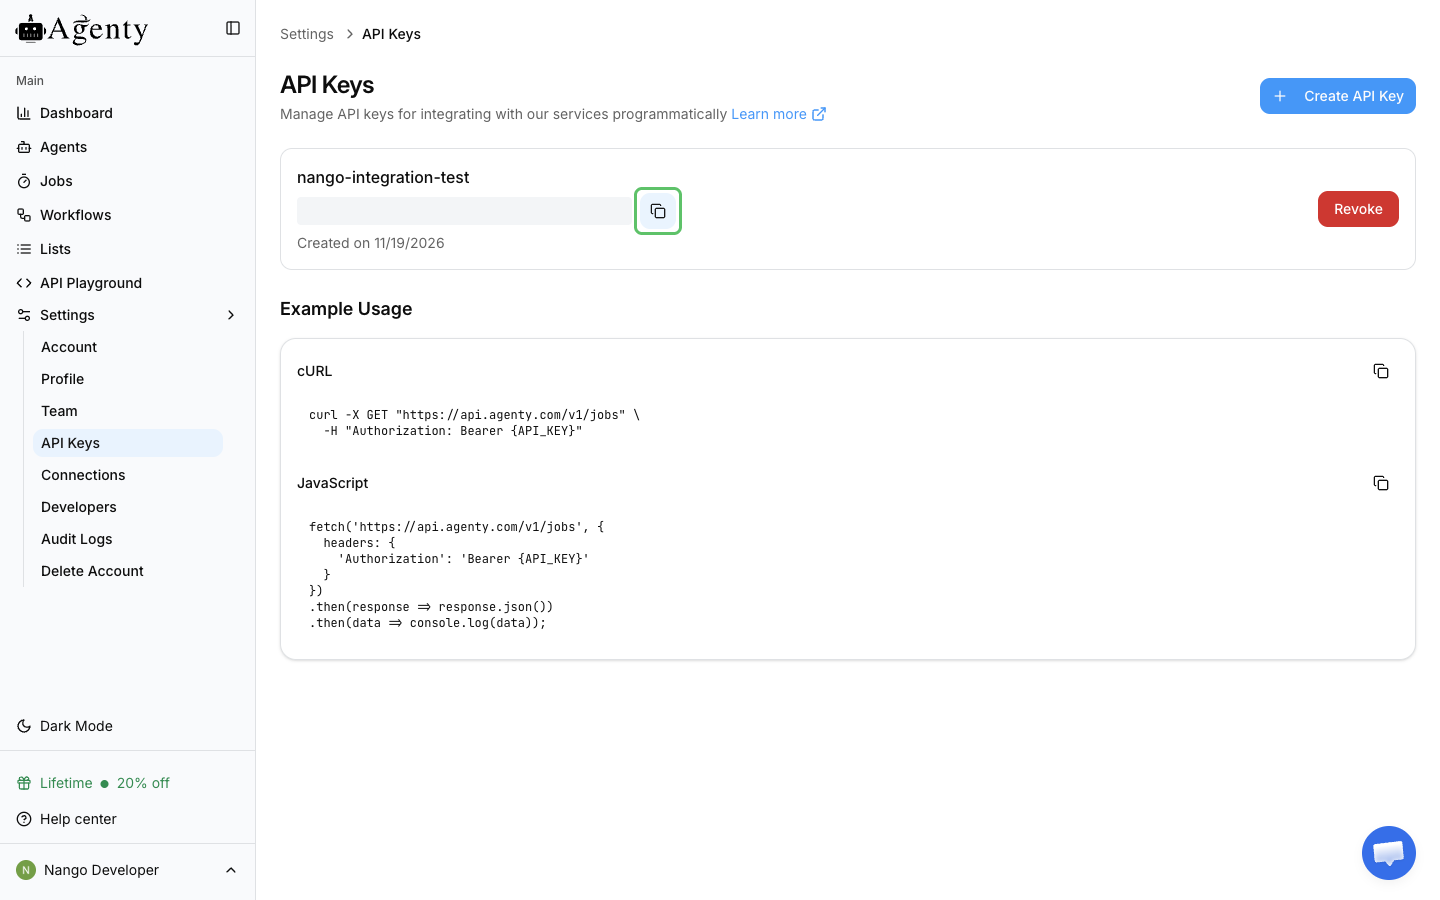 Agenty
Main
Dashboard
Agents
Jobs
Workflows
Lists
API Playground
Settings
Account
Profile
Team
API Keys
Connections
Developers
Audit Logs
Delete Account
Dark Mode
Lifetime ● 20% off
Help center
N Nango Developer
Settings > API Keys
API Keys
Manage API keys for integrating with our services programmatically Learn more
+ Create API Key
nango-integration-test
Created on 11/19/2026
Revoke
Example Usage
cURL
curl -X GET "https://api.agenty.com/v1/jobs" \
  -H "Authorization: Bearer {API_KEY}"
JavaScript
fetch('https://api.agenty.com/v1/jobs', {
  headers: {
    'Authorization': 'Bearer {API_KEY}'
  }
})
.then(response => response.json())
.then(data => console.log(data));